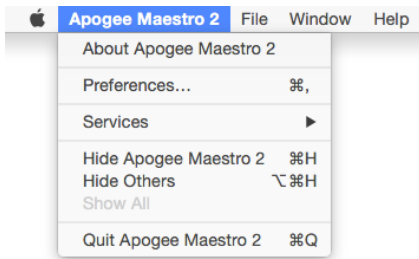 Apogee Maestro 2 File Window Help
About Apogee Maestro 2
Preferences... ⌘,
Services ▶
Hide Apogee Maestro 2 ⌘H
Hide Others ⌥⌘H
Show All
Quit Apogee Maestro 2 ⌘Q